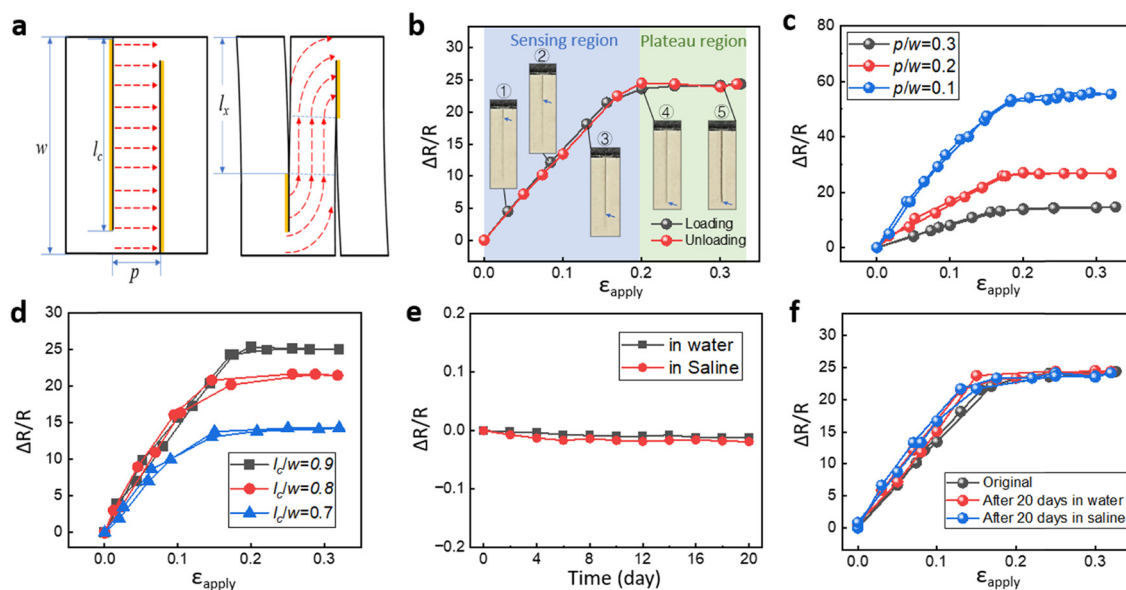 a
w
l_c
p
l_x
b
Sensing region
Plateau region
①
②
③
④
⑤
Loading
Unloading
ΔR/R
30
25
20
15
10
5
0
0.0 0.1 0.2 0.3
ε_apply
c
p/w=0.3
p/w=0.2
p/w=0.1
ΔR/R
80
60
40
20
0
0.0 0.1 0.2 0.3
ε_apply
d
l_c/w=0.9
l_c/w=0.8
l_c/w=0.7
ΔR/R
30
25
20
15
10
5
0
0.0 0.1 0.2 0.3
ε_apply
e
in water
in Saline
ΔR/R
0.2
0.1
0.0
−0.1
−0.2
0 4 8 12 16 20
Time (day)
f
Original
After 20 days in water
After 20 days in saline
ΔR/R
30
25
20
15
10
5
0
0.0 0.1 0.2 0.3
ε_apply